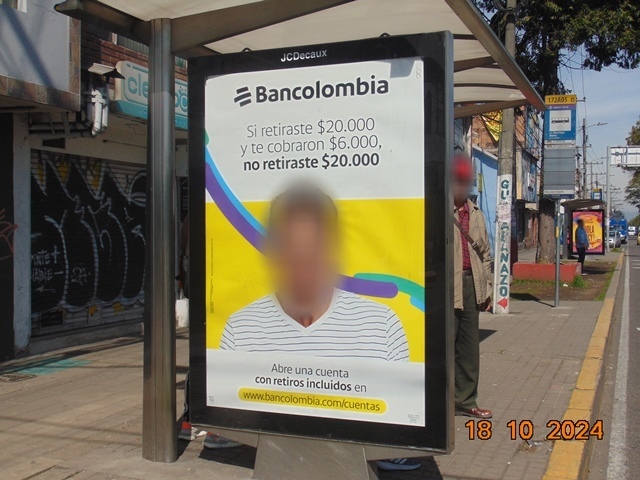 JCDecaux
Bancolombia
Si retiraste $20.000
y te cobraron $6.000,
no retiraste $20.000
Abre una cuenta
con retiros incluidos en
www.bancolombia.com/cuentas
172A05
18 10 2024